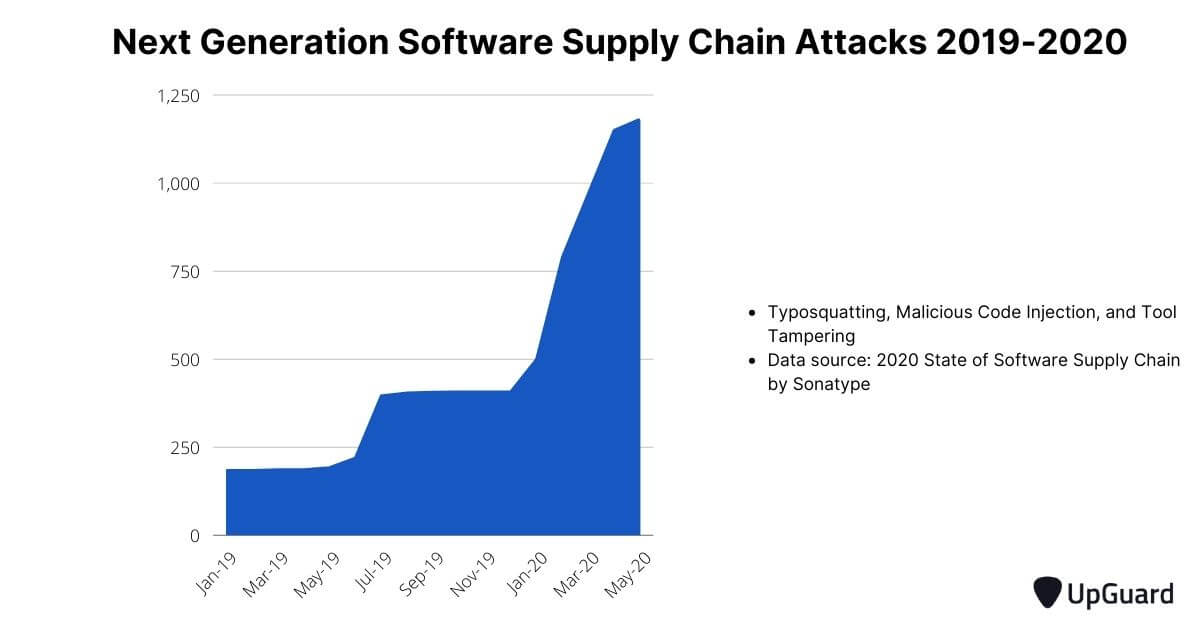 Next Generation Software Supply Chain Attacks 2019-2020
1,250
1,000
750
500
250
0
Jan-19
Mar-19
May-19
Jul-19
Sep-19
Nov-19
Jan-20
Mar-20
May-20
• Typosquatting, Malicious Code Injection, and Tool
Tampering
• Data source: 2020 State of Software Supply Chain
by Sonatype
UpGuard